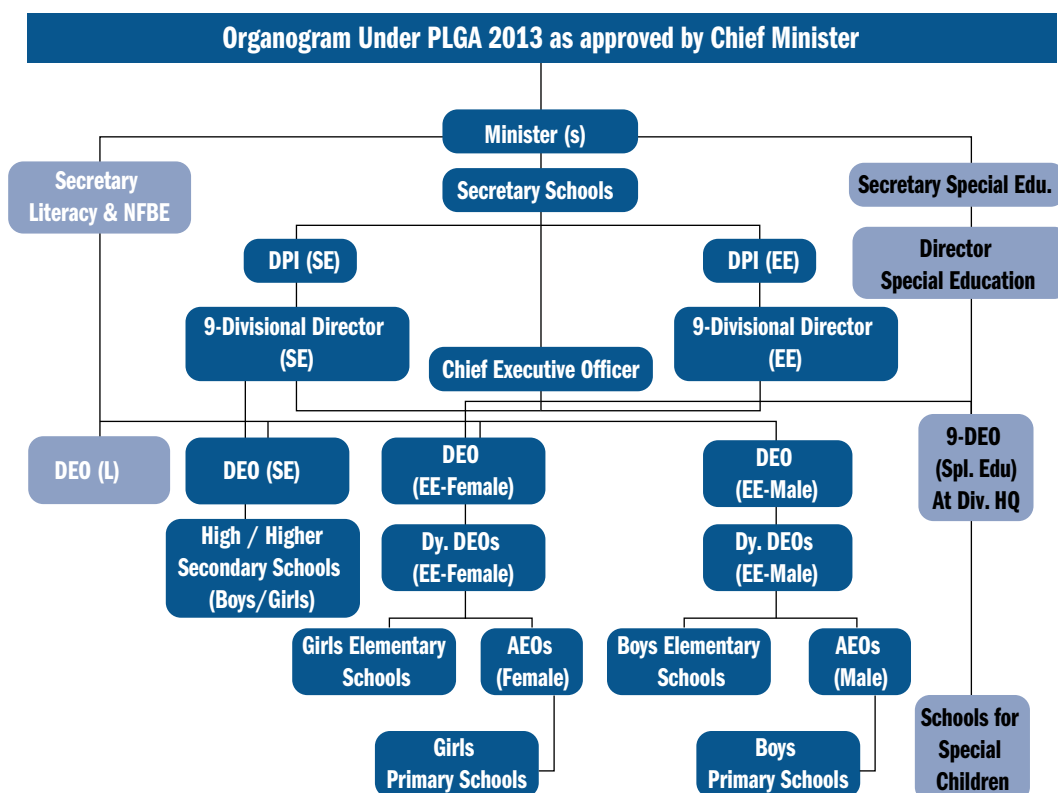 Organogram Under PLGA 2013 as approved by Chief Minister
Minister (s)
Secretary
Literacy & NFBE
Secretary Schools
Secretary Special Edu.
DPI (SE)
DPI (EE)
Director
Special Education
9-Divisional Director
(SE)
Chief Executive Officer
9-Divisional Director
(EE)
DEO (L)
DEO (SE)
DEO
(EE-Female)
DEO
(EE-Male)
9-DEO
(Spl. Edu)
At Div. HQ
High / Higher
Secondary Schools
(Boys/Girls)
Dy. DEOs
(EE-Female)
Dy. DEOs
(EE-Male)
Girls Elementary
Schools
AEOs
(Female)
Boys Elementary
Schools
AEOs
(Male)
Girls
Primary Schools
Boys
Primary Schools
Schools for
Special
Children